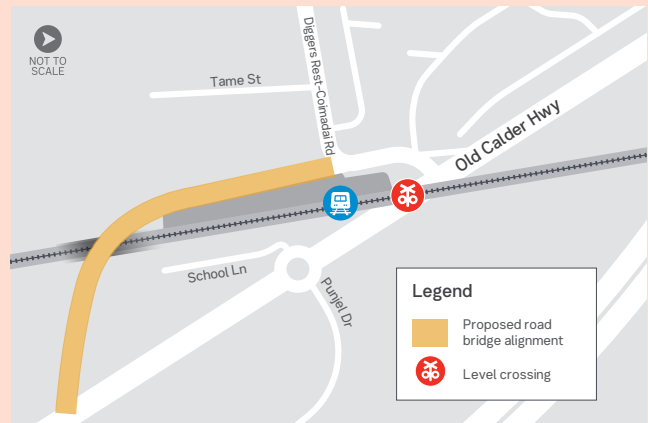 NOT TO
SCALE
Tame St
Diggers Rest-Coimadai Rd
Old Calder Hwy
School Ln
Punjel Dr
Legend
Proposed road
bridge alignment
Level crossing